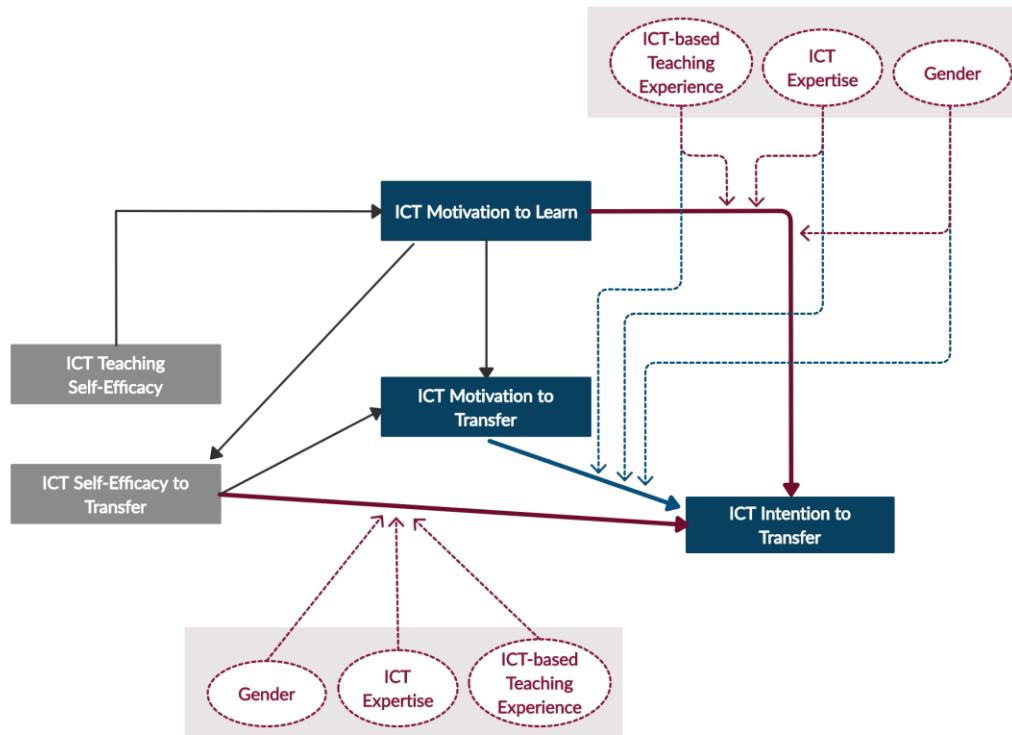 ICT-based
Teaching
Experience
ICT
Expertise
Gender
ICT Motivation to Learn
ICT Teaching
Self-Efficacy
ICT Motivation to
Transfer
ICT Self-Efficacy to
Transfer
ICT Intention to
Transfer
Gender
ICT
Expertise
ICT-based
Teaching
Experience